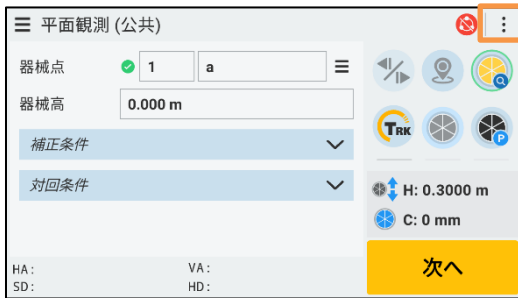 平面観測 (公共)
器械点 1 a
器械高 0.000 m
補正条件
対回条件
TRK
P
H: 0.3000 m
C: 0 mm
次へ
HA: VA:
SD: HD: